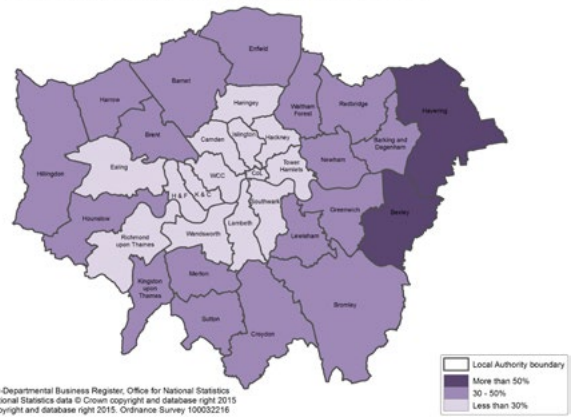 Enfield
Barnet
Harrow
Haringey
Waltham
Forest
Redbridge
Havering
Brent
Camden
Islington
Hackney
Barking and
Dagenham
Hillingdon
Ealing
WCC
CoL
Tower
Hamlets
Newham
H & F
K & C
Southwark
Hounslow
Greenwich
Bexley
Richmond
upon Thames
Wandsworth
Lambeth
Lewisham
Merton
Kingston
upon
Thames
Sutton
Croydon
Bromley
-Departmental Business Register, Office for National Statistics
tional Statistics data © Crown copyright and database right 2015
pyright and database right 2015. Ordnance Survey 100032216
Local Authority boundary
More than 50%
30 - 50%
Less than 30%